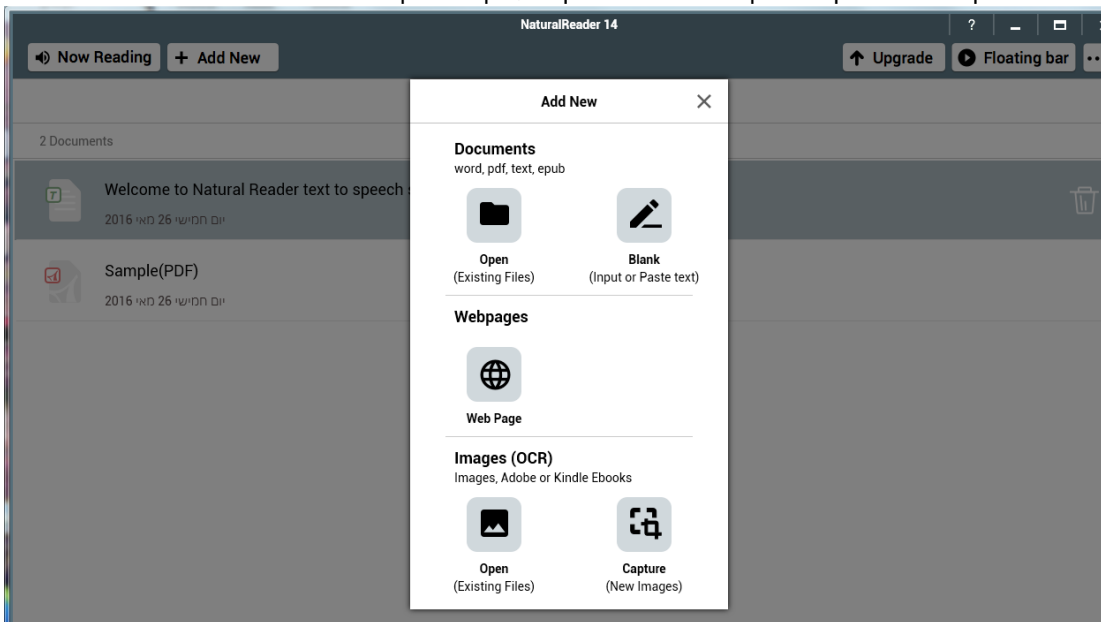 NaturalReader 14
?
Now Reading
+ Add New
Upgrade
Floating bar
Add New
2 Documents
Documents
word, pdf, text, epub
Welcome to Natural Reader text to speech
יום חמישי 26 מאי 2016
Open
(Existing Files)
Blank
(Input or Paste text)
Sample(PDF)
יום חמישי 26 מאי 2016
Webpages
Web Page
Images (OCR)
Images, Adobe or Kindle Ebooks
Open
(Existing Files)
Capture
(New Images)